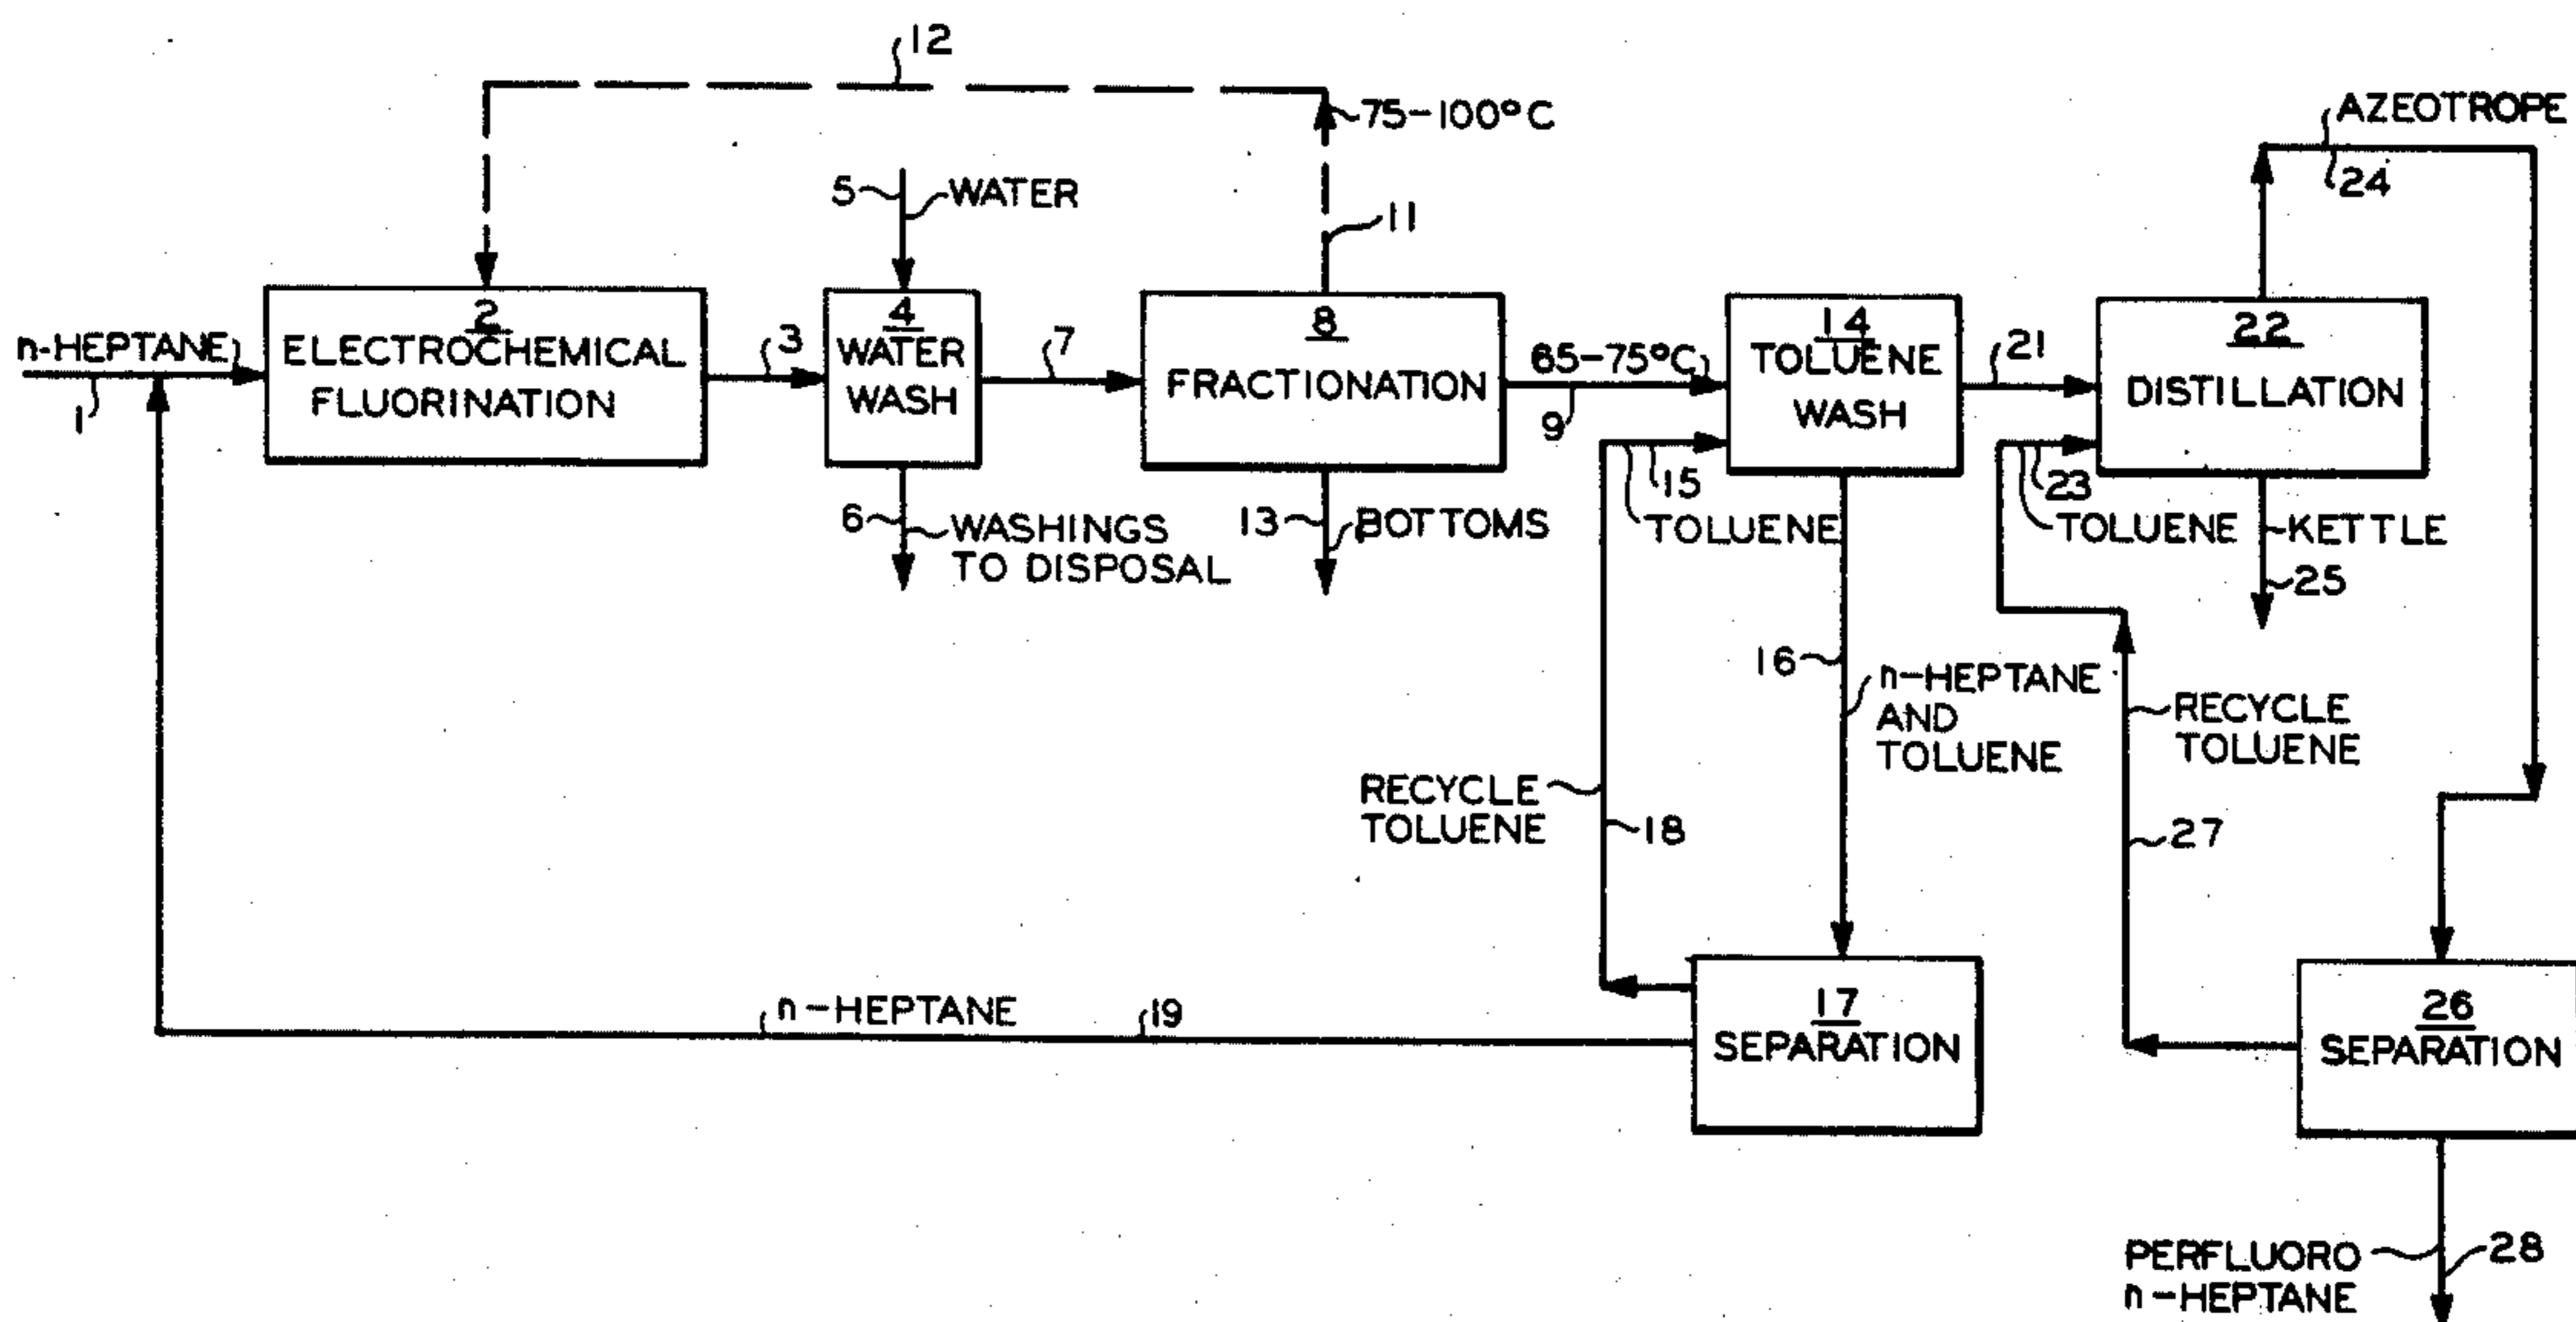 12
75-100°C
AZEOTROPE
24
5
WATER
11
n-HEPTANE
1
2
ELECTROCHEMICAL
FLUORINATION
3
4
WATER
WASH
7
8
FRACTIONATION
65-75°C
9
14
TOLUENE
WASH
21
22
DISTILLATION
15
TOLUENE
23
TOLUENE
6
WASHINGS
TO DISPOSAL
13
BOTTOMS
KETTLE
25
16
n-HEPTANE
AND
TOLUENE
RECYCLE
TOLUENE
27
RECYCLE
TOLUENE
18
n-HEPTANE
19
17
SEPARATION
26
SEPARATION
PERFLUORO
n-HEPTANE
28